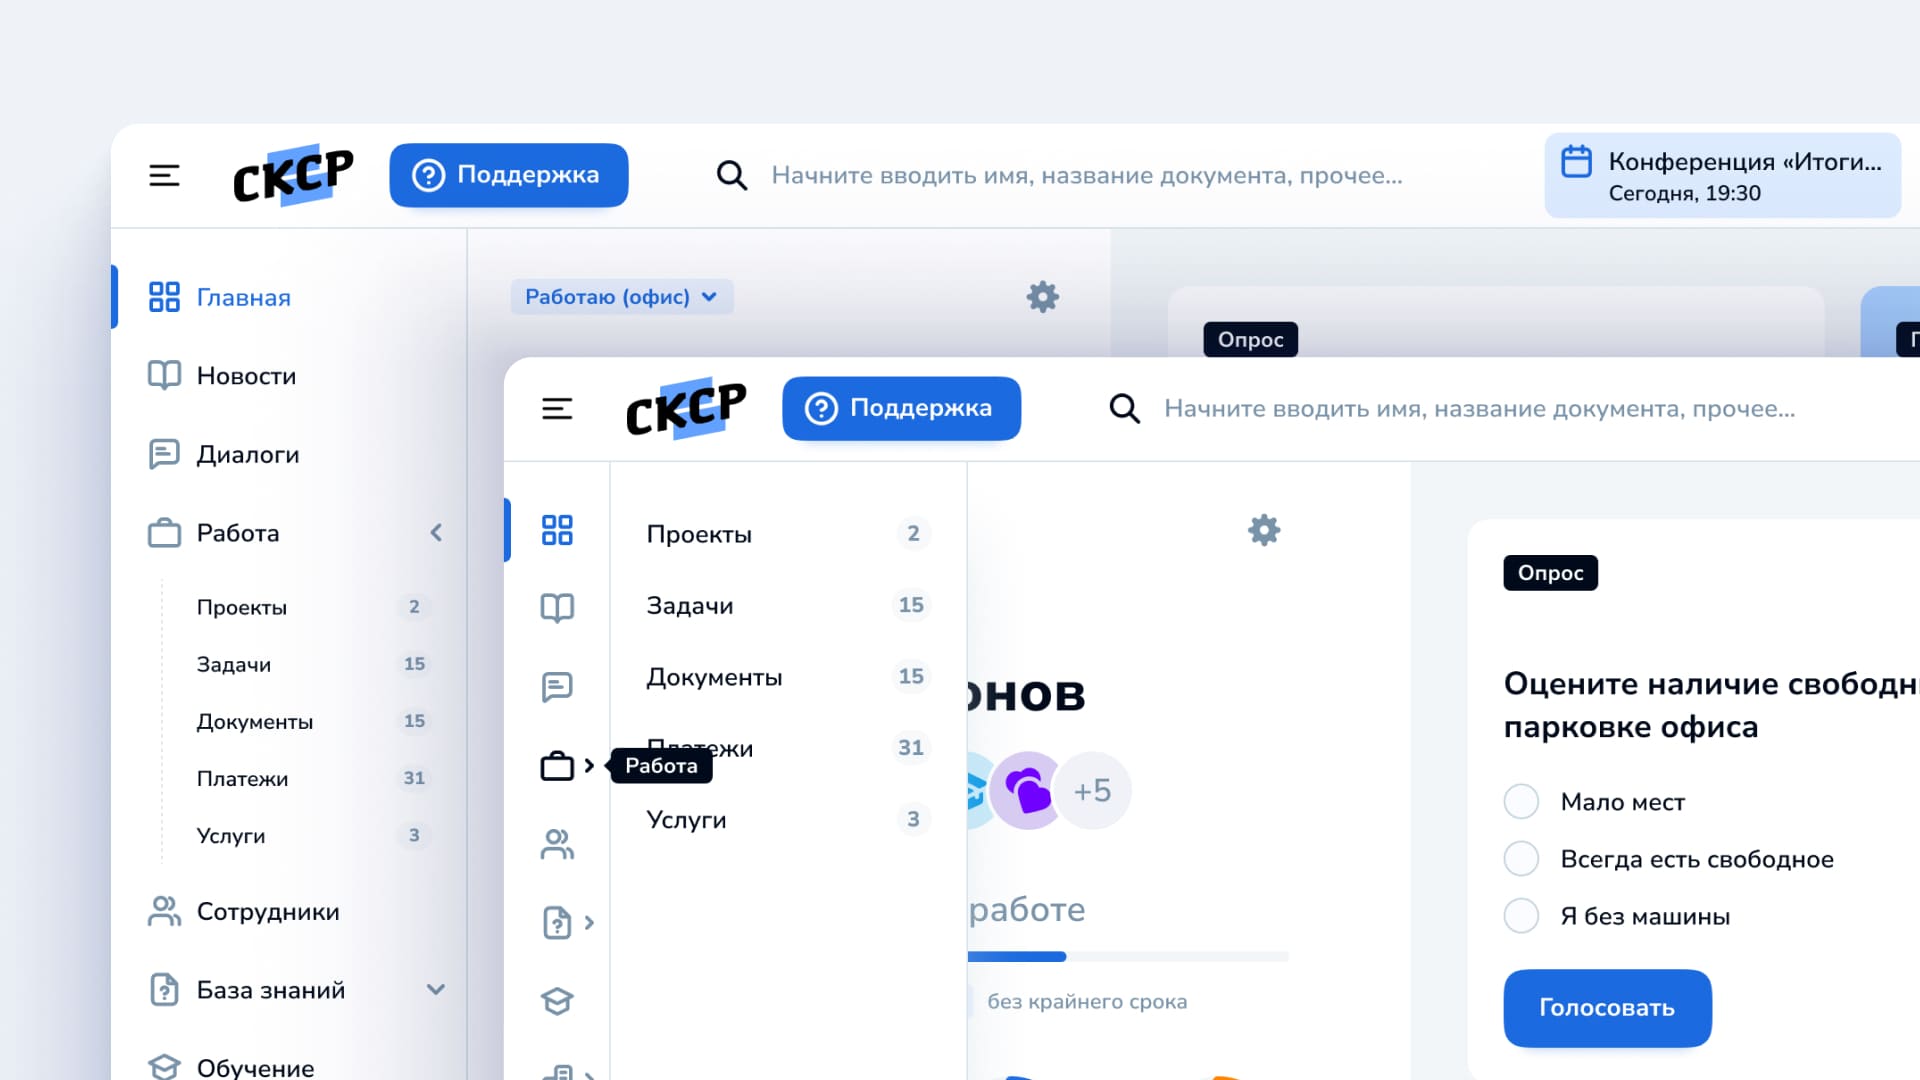 СКСР
Поддержка
Начните вводить имя, название документа, прочее...
Конференция «Итоги...
Сегодня, 19:30
Главная
Новости
Диалоги
Работа
Проекты 2
Задачи 15
Документы 15
Платежи 31
Услуги 3
Сотрудники
База знаний
Обучение
Работаю (офис)
Опрос
СКСР
Поддержка
Начните вводить имя, название документа, прочее...
Проекты 2
Задачи 15
Документы 15
Платежи 31
Работа
Услуги 3
+5
работе
без крайнего срока
Опрос
Оцените наличие
парковке офиса
Мало мест
Всегда есть свободное
Я без машины
Голосовать